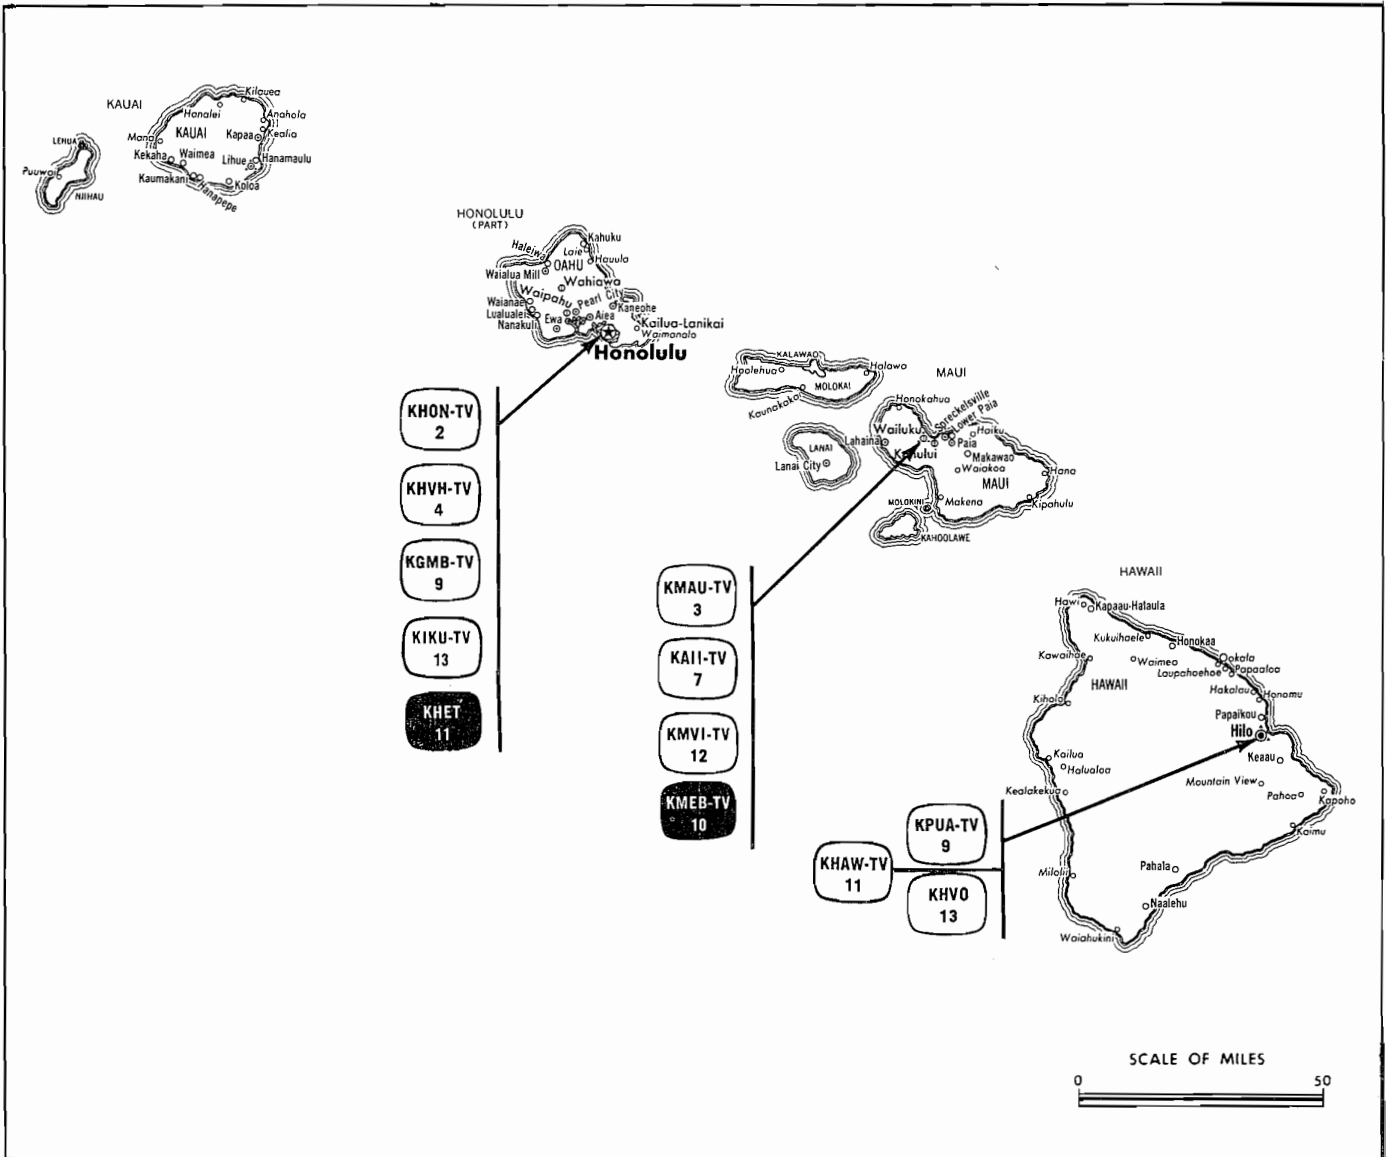 KAUAI
Kilauea
Hanalei
Anahola
Mana
KAUAI
Kapaa
Kealia
LEHUA
Kekaha
Waimea
Lihue
Hanamaulu
Puuwai
Kaumakani
Hanapepe
Koloa
NJIHAU
HONOLULU
(PART)
Kahuku
Haleiwa
Laie
OAHU
Hauula
Waialua Mill
Wahiawa
Waipahu
Pearl City
Waianae
Kaneohe
Lualualei
Ewa
Aiea
Kailua-Lanikai
Nanakuli
Waimanalo
Honolulu
KALAWAO
Hoolehua
Halawa
MOLOKAI
Kaunakakai
MAUI
Honokahua
Spreckelsville
Lower Paia
Wailuku
Haiku
Lahaina
Paia
LANAI
Kahului
Makawao
Lanai City
Waiakoa
Hana
MAUI
MOLOKINI
Makena
Kipahulu
KAHOOLAWE
KHON-TV
2
KHVH-TV
4
KGMB-TV
9
KIKU-TV
13
KHET
11
KMAU-TV
3
KAII-TV
7
KMVI-TV
12
KMEB-TV
10
HAWAII
Hawi
Kapaau-Halaula
Kukuihaele
Honokaa
Kawaihae
Waimea
Ookala
Laupahoehoe
Papaaloa
HAWAII
Hakalau
Honomu
Kiholo
Papaikou
Hilo
Kailua
Keaau
Halualoa
Mountain View
Kealakekua
Pahoa
Kapoho
Kaimu
KPUA-TV
9
KHAW-TV
11
KHVO
13
Milolii
Pahala
Naalehu
Waiahukini
SCALE OF MILES
0 50